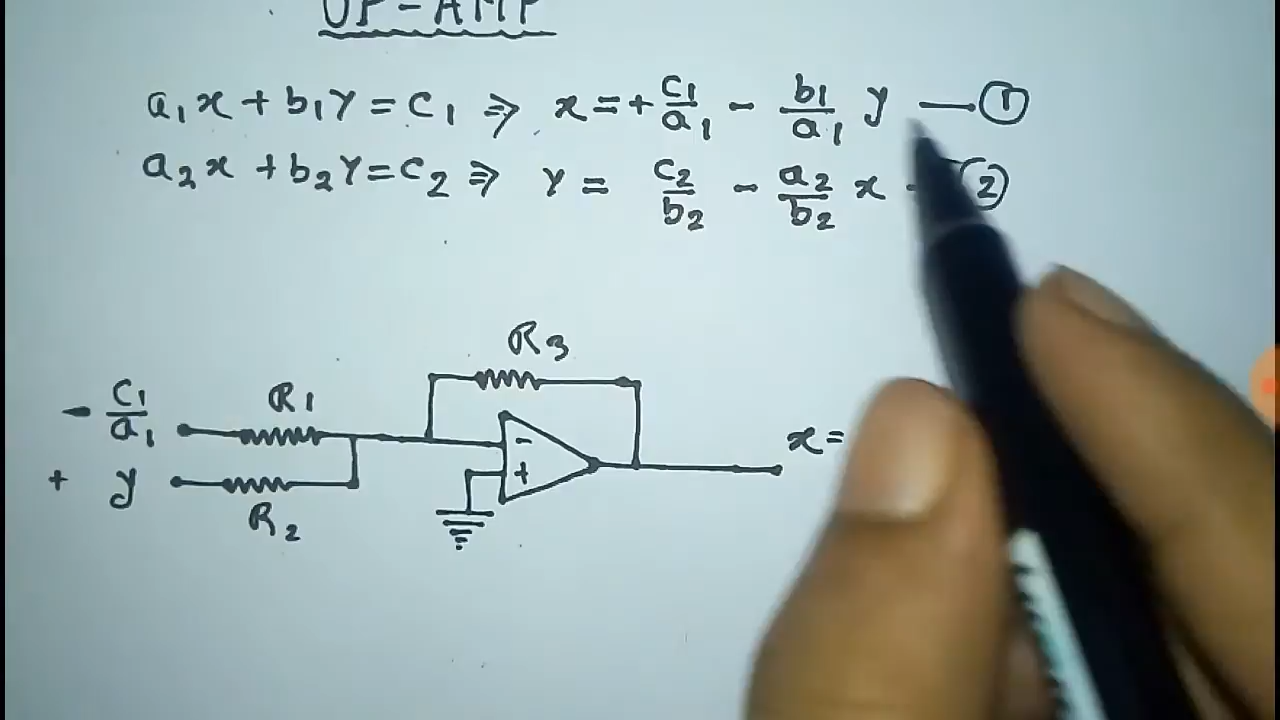 OP-AMP
a₁x + b₁y = c₁ ⇒ x = + c₁/a₁ - b₁/a₁ y — ①
a₂x + b₂y = c₂ ⇒ y = c₂/b₂ - a₂/b₂ x - ②
R₃
- c₁/a₁ R₁
- x =
+ y +
R₂